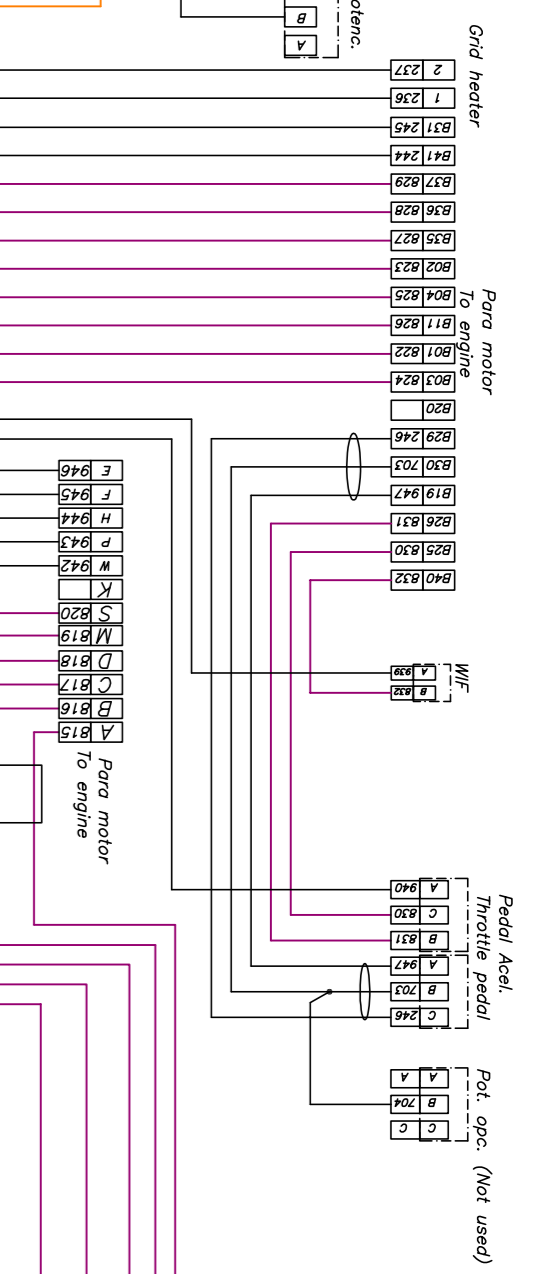 B
A
otenc.
Grid heater
237 2
236 1
245 B31
244 B41
829 B37
828 B36
827 B35
823 B02
825 B04
826 B11
822 B01
824 B03
B20
246 B29
703 B30
947 B19
831 B26
830 B25
832 B40
Para motor
To engine
946 E
945 F
944 H
943 P
942 W
K
820 S
819 M
818 D
817 C
816 B
815 A
Para motor
To engine
939 A
832 B
WIF
940 A
830 C
831 B
947 A
703 B
246 C
Pedal Acel.
Throttle pedal
A A
704 B
C C
Pot. opc. (Not used)